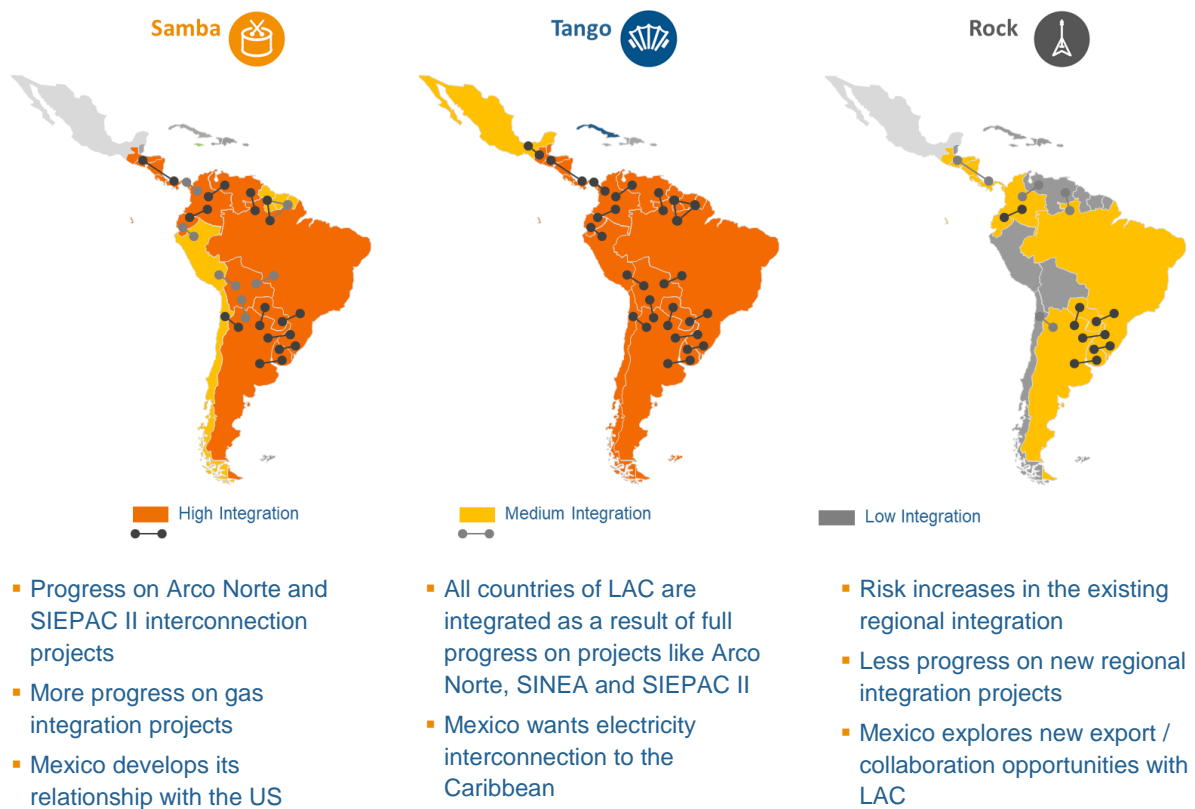 Samba
Tango
Rock
High Integration
Medium Integration
Low Integration
▪ Progress on Arco Norte and
SIEPAC II interconnection
projects
▪ More progress on gas
integration projects
▪ Mexico develops its
relationship with the US
▪ All countries of LAC are
integrated as a result of full
progress on projects like Arco
Norte, SINEA and SIEPAC II
▪ Mexico wants electricity
interconnection to the
Caribbean
▪ Risk increases in the existing
regional integration
▪ Less progress on new regional
integration projects
▪ Mexico explores new export /
collaboration opportunities with
LAC